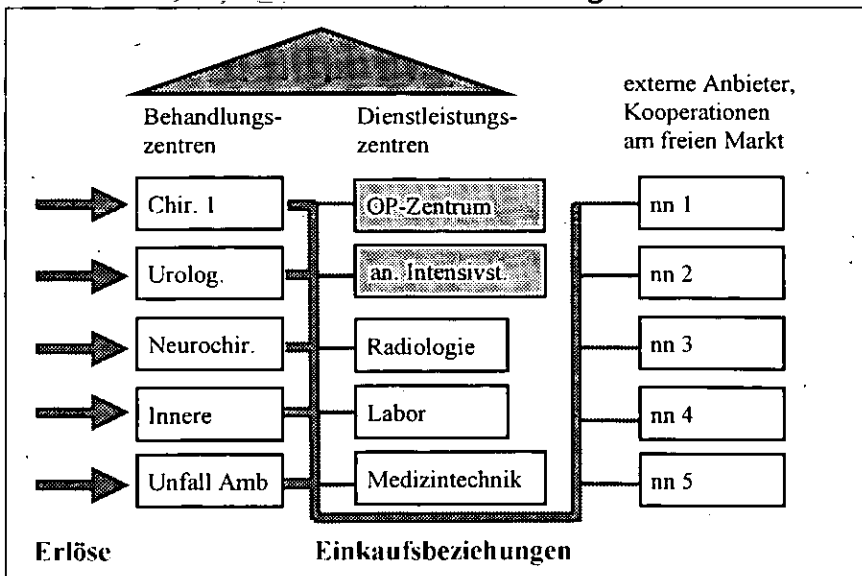 Behandlungs-
zentren
Dienstleistungs-
zentren
externe Anbieter,
Kooperationen
am freien Markt
Chir. 1
OP-Zentrum
nn 1
Urolog.
an. Intensivst.
nn 2
Neurochir.
Radiologie
nn 3
Innere
Labor
nn 4
Unfall Amb
Medizintechnik
nn 5
Erlöse
Einkaufsbeziehungen